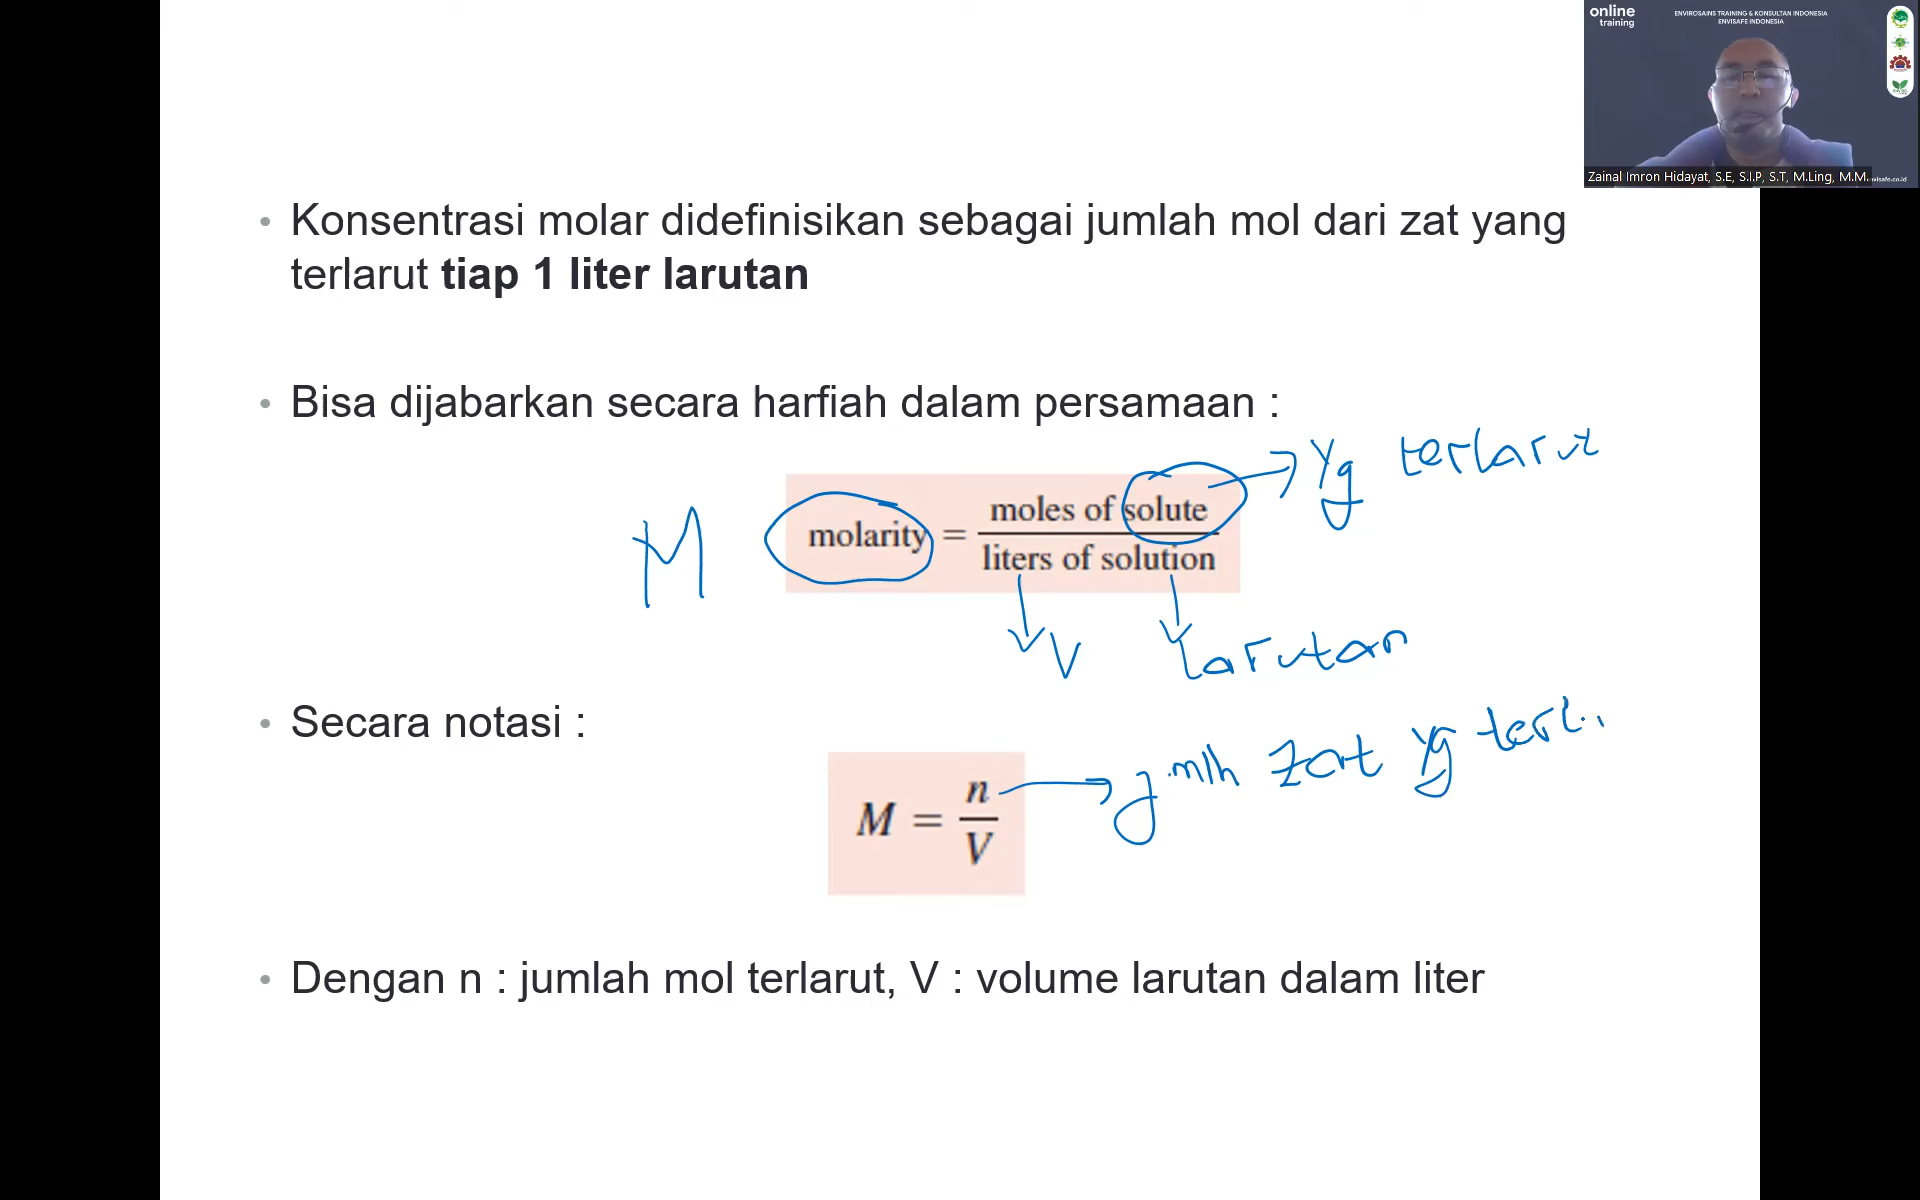 online
training
ENVIROSAINS TRAINING & KONSULTAN INDONESIA
ENVISAFE INDONESIA
Zainal Imron Hidayat, S.E, S.I.P, S.T, M.Ling, M.M.
• Konsentrasi molar didefinisikan sebagai jumlah mol dari zat yang
terlarut tiap 1 liter larutan
• Bisa dijabarkan secara harfiah dalam persamaan :
yg terlarut
M
molarity = moles of solute
liters of solution
V larutan
• Secara notasi :
jmlh zat yg terl..
M = n
V
• Dengan n : jumlah mol terlarut, V : volume larutan dalam liter